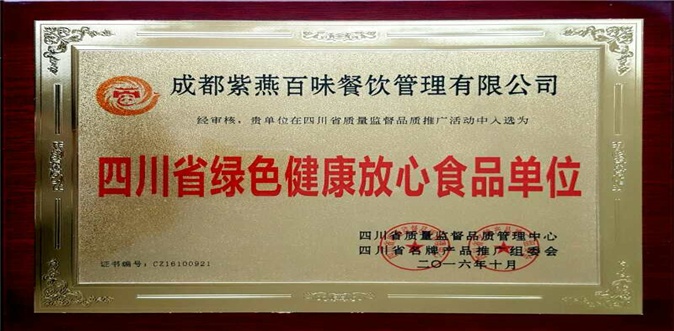 成都紫燕百味餐饮管理有限公司
经审核，贵单位在四川省质量监督品质推广活动中入选为
四川省绿色健康放心食品单位
四川省质量监督品质管理中心
四川省名牌产品推广组委会
证书编号：CZ16100921
二〇一六年十月